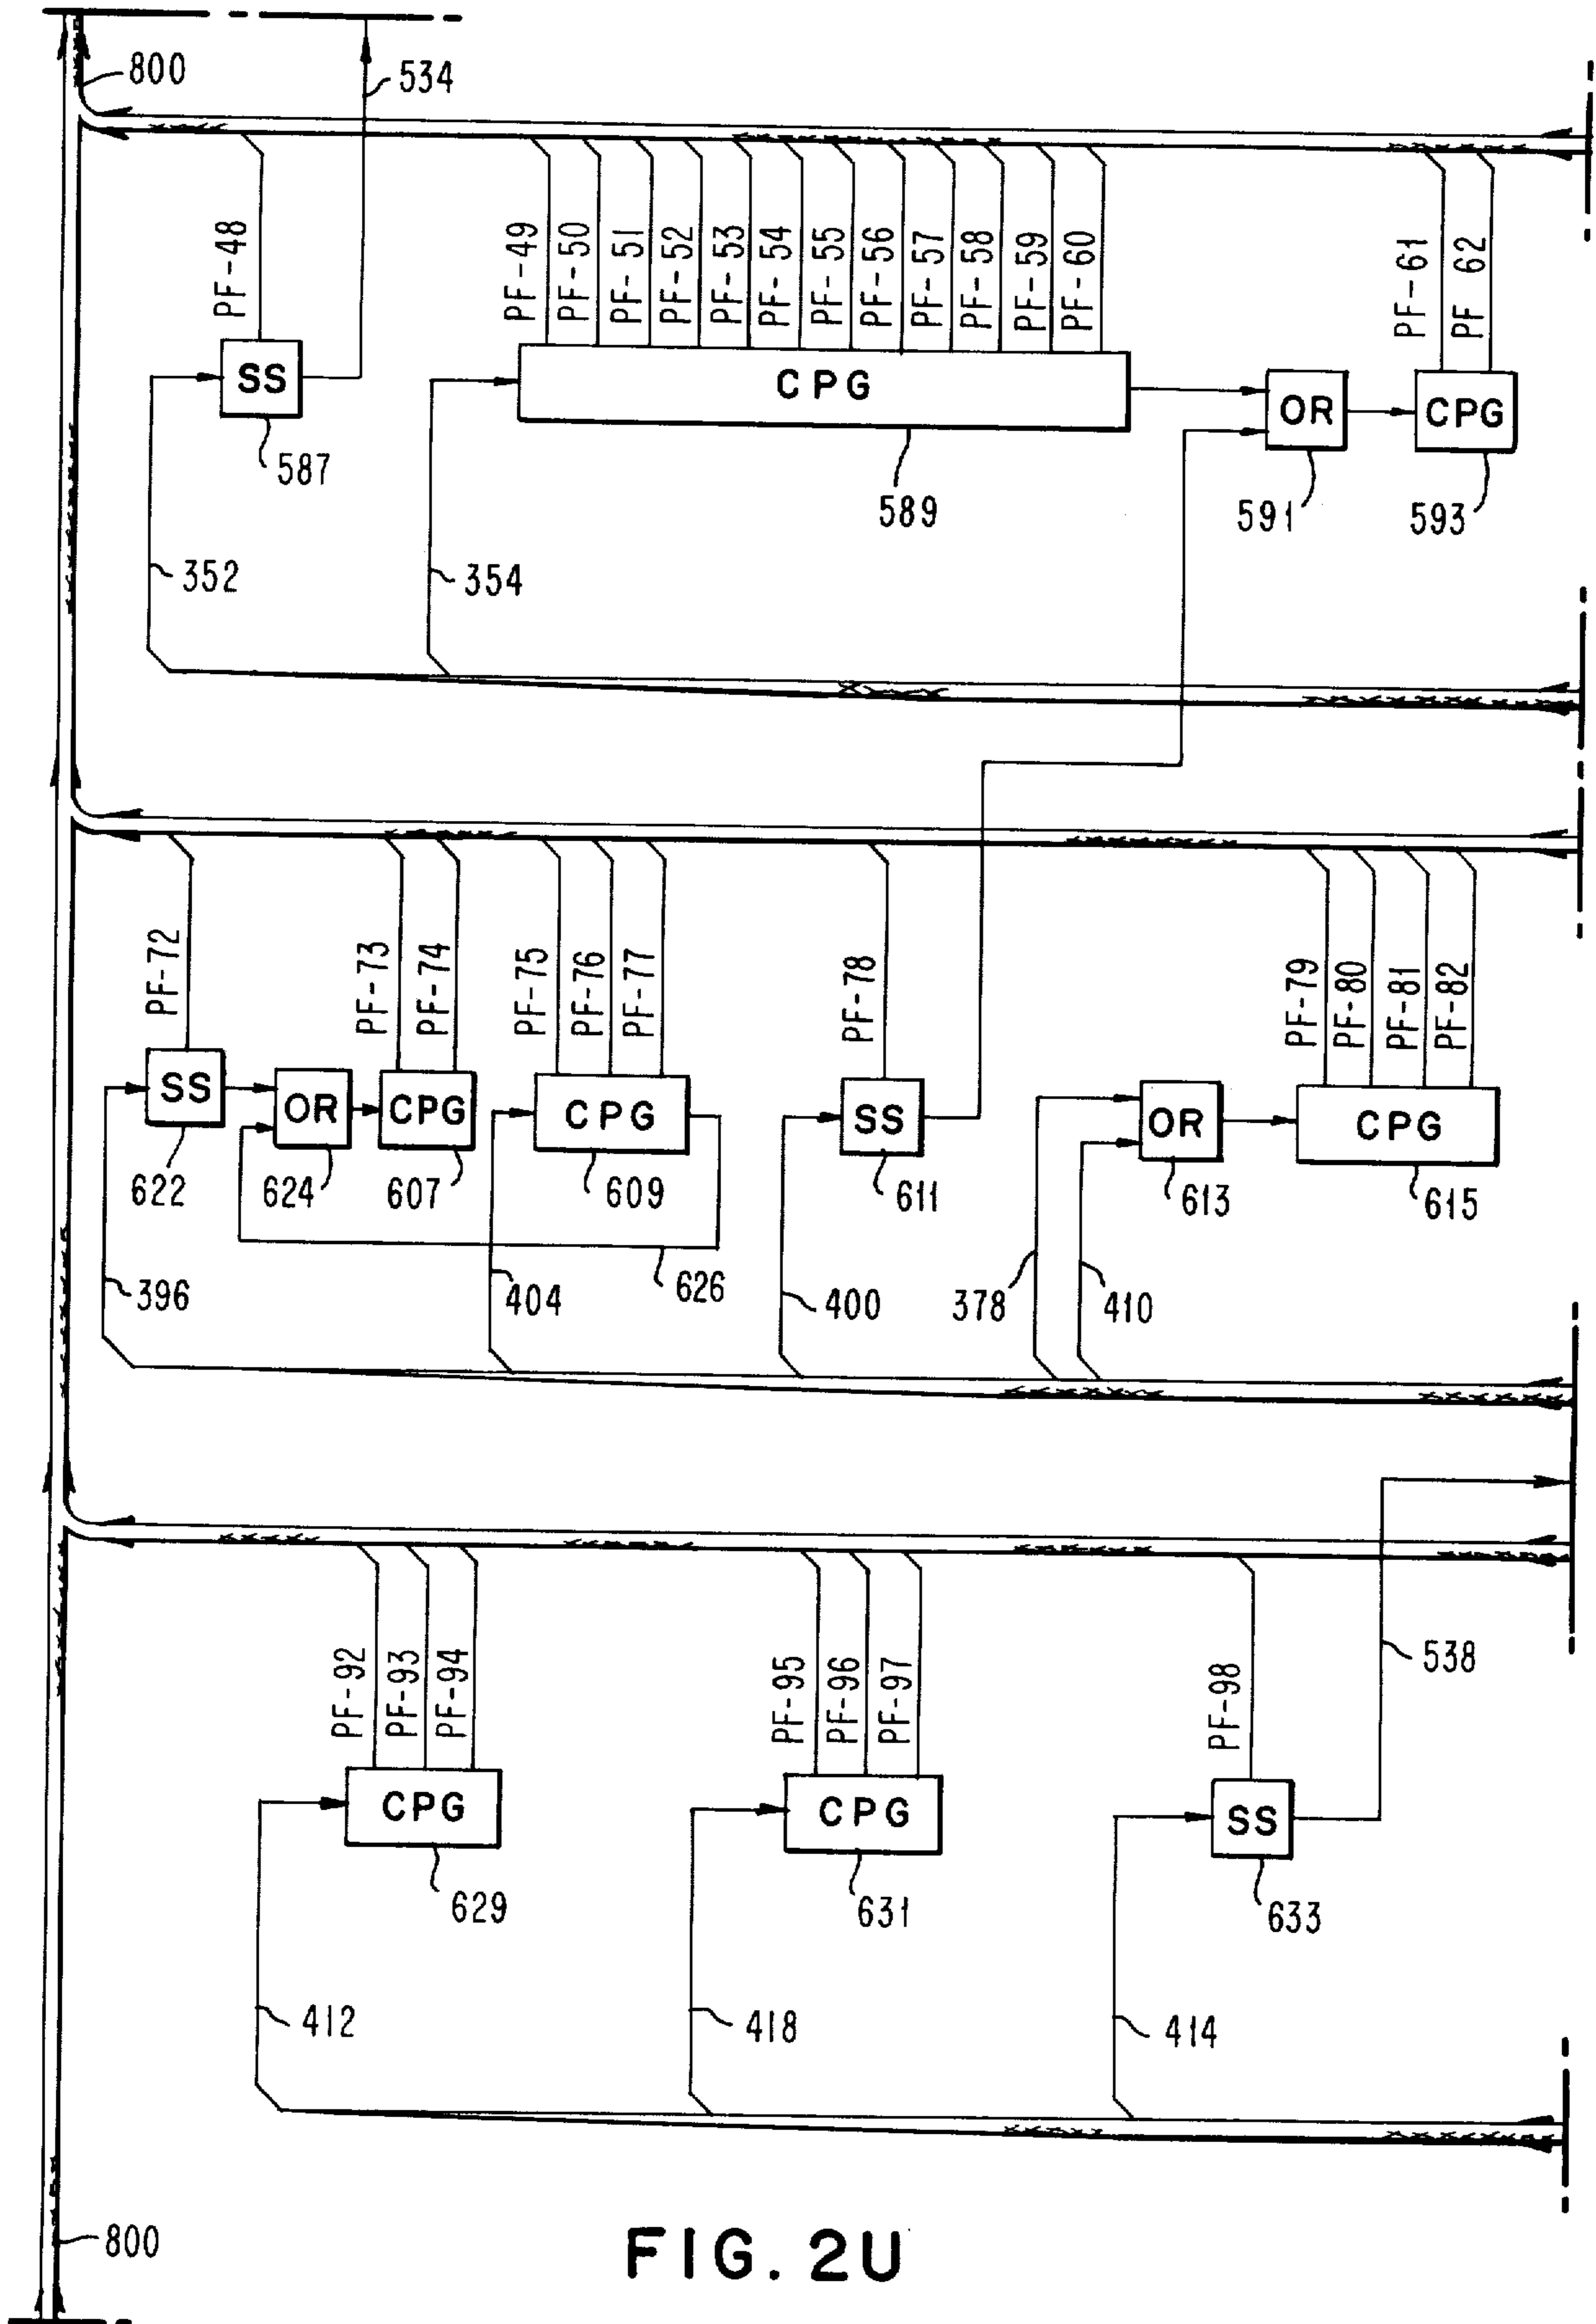 800
534
PF-48
PF-49
PF-50
PF-51
PF-52
PF-53
PF-54
PF-55
PF-56
PF-57
PF-58
PF-59
PF-60
PF-61
PF 62
SS
CPG
OR
CPG
587
589
591
593
352
354
PF-72
PF-73
PF-74
PF-75
PF-76
PF-77
PF-78
PF-79
PF-80
PF-81
PF-82
SS
OR
CPG
CPG
SS
OR
CPG
622
624
607
609
611
613
615
396
404
626
400
378
410
PF-92
PF-93
PF-94
PF-95
PF-96
PF-97
PF-98
538
CPG
CPG
SS
629
631
633
412
418
414
800
FIG. 2U